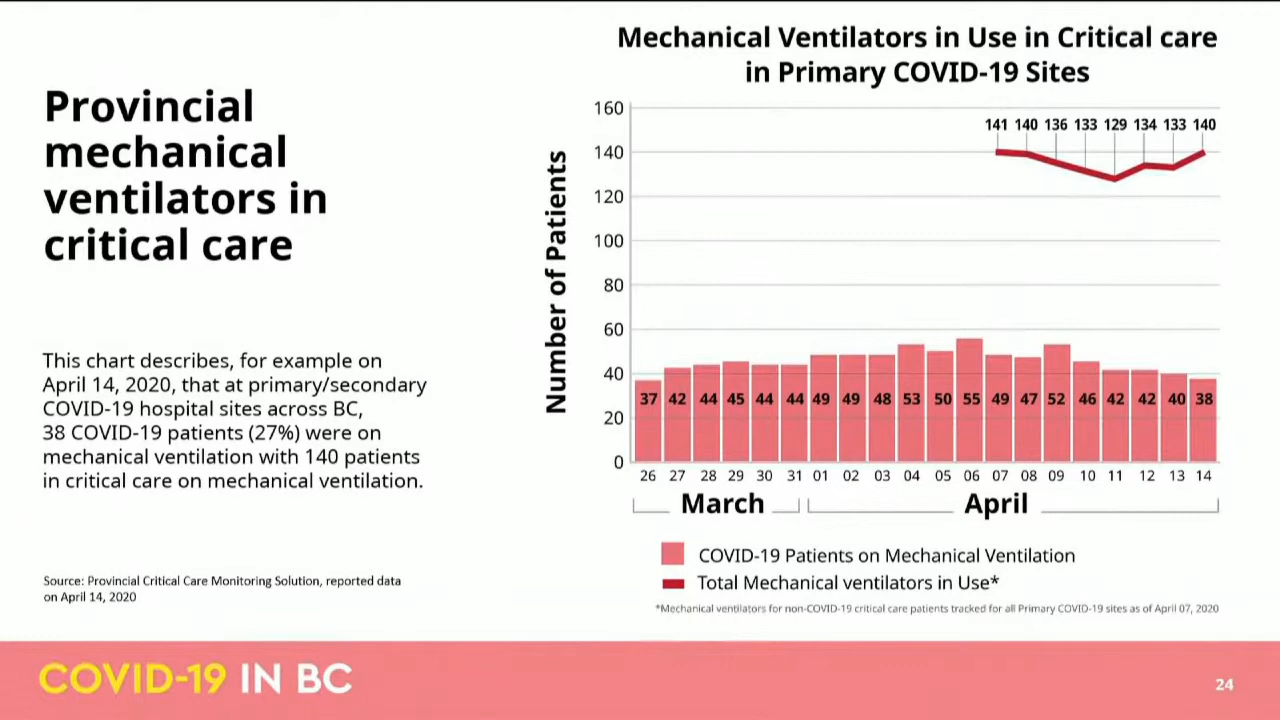 Provincial
mechanical
ventilators in
critical care
This chart describes, for example on
April 14, 2020, that at primary/secondary
COVID-19 hospital sites across BC,
38 COVID-19 patients (27%) were on
mechanical ventilation with 140 patients
in critical care on mechanical ventilation.
Source: Provincial Critical Care Monitoring Solution, reported data
on April 14, 2020
Mechanical Ventilators in Use in Critical care
in Primary COVID-19 Sites
Number of Patients
160
140
120
100
80
60
40
20
0
141 140 136 133 129 134 133 140
37 42 44 45 44 44 49 49 48 53 50 55 49 47 52 46 42 42 40 38
26 27 28 29 30 31 01 02 03 04 05 06 07 08 09 10 11 12 13 14
March April
COVID-19 Patients on Mechanical Ventilation
Total Mechanical ventilators in Use*
*Mechanical ventilators for non-COVID-19 critical care patients tracked for all Primary COVID-19 sites as of April 07, 2020
COVID-19 IN BC
24